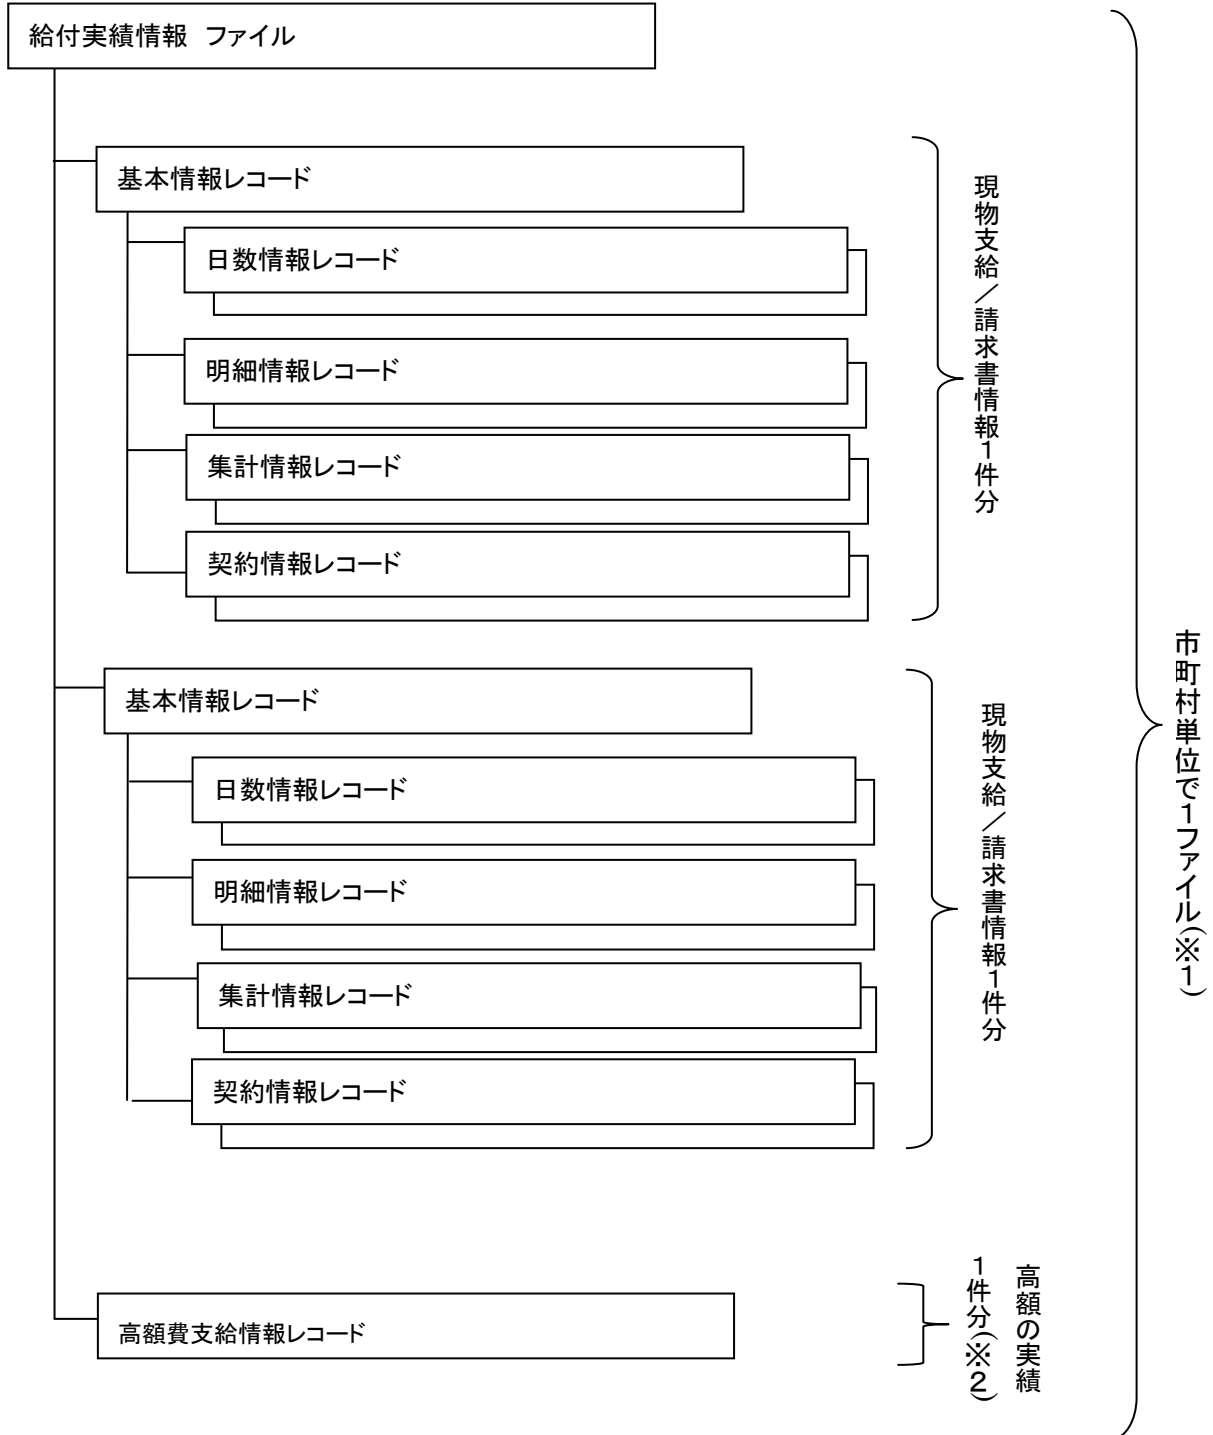 給付実績情報　ファイル
基本情報レコード
日数情報レコード
明細情報レコード
集計情報レコード
契約情報レコード
現物支給／請求書情報１件分
基本情報レコード
日数情報レコード
明細情報レコード
集計情報レコード
契約情報レコード
現物支給／請求書情報１件分
高額費支給情報レコード
高額の実績
１件分(※２)
市町村単位で１ファイル(※１)